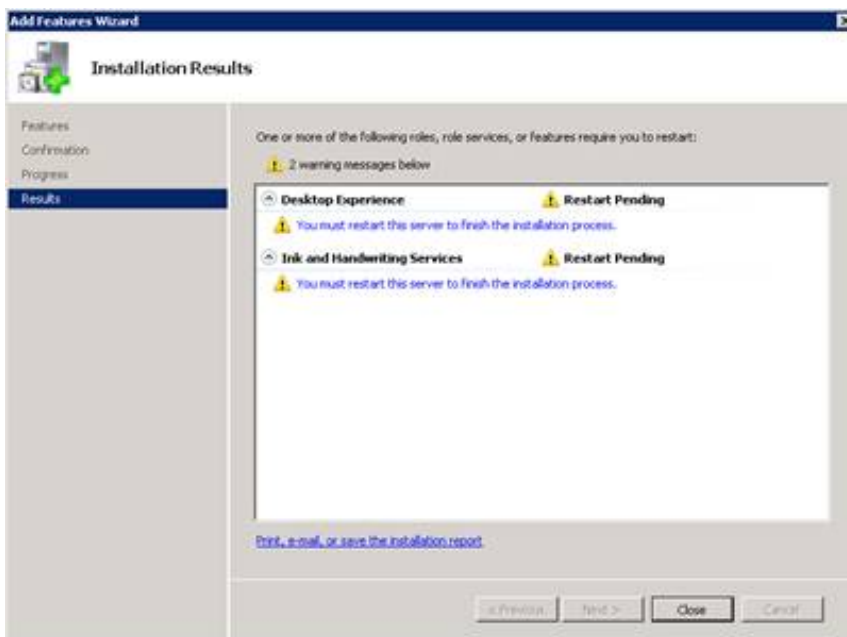 Add Features Wizard
Installation Results
Features
Confirmation
Progress
Results
One or more of the following roles, role services, or features require you to restart:
2 warning messages below
Desktop Experience Restart Pending
You must restart this server to finish the installation process.
Ink and Handwriting Services Restart Pending
You must restart this server to finish the installation process.
Print, e-mail, or save the installation report
< Previous Next > Close Cancel